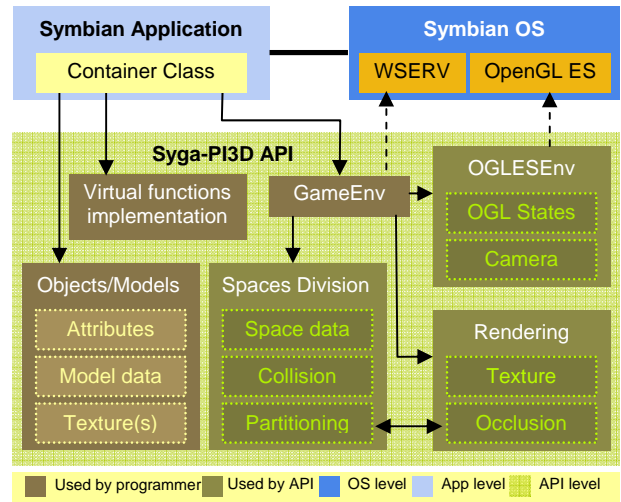 Symbian Application
Container Class
Symbian OS
WSERV
OpenGL ES
Syga-PI3D API
Virtual functions
implementation
GameEnv
OGLESEnv
OGL States
Camera
Objects/Models
Attributes
Model data
Texture(s)
Spaces Division
Space data
Collision
Partitioning
Rendering
Texture
Occlusion
Used by programmer
Used by API
OS level
App level
API level